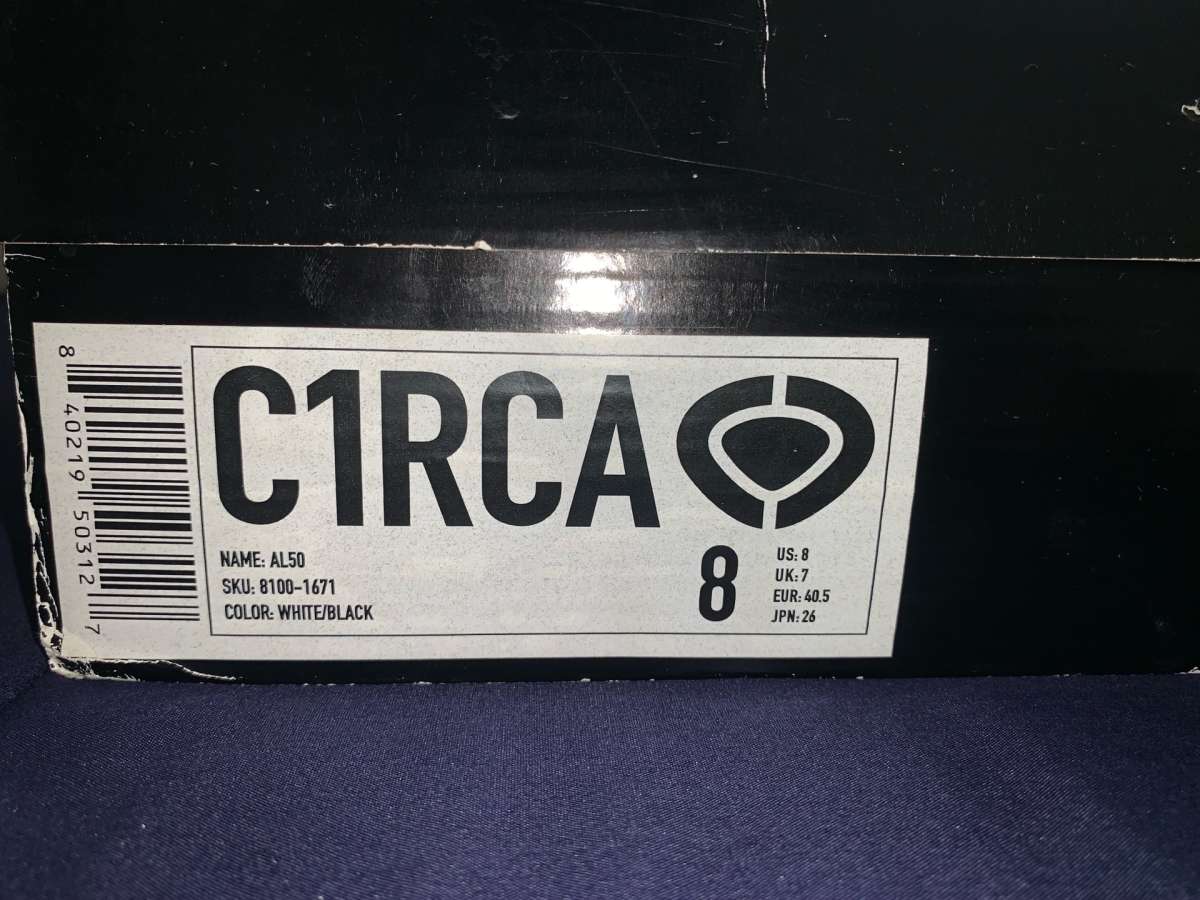 C1RCA
NAME: AL50
SKU: 8100-1671
COLOR: WHITE/BLACK
8
US: 8
UK: 7
EUR: 40.5
JPN: 26
8 40219 50312 7